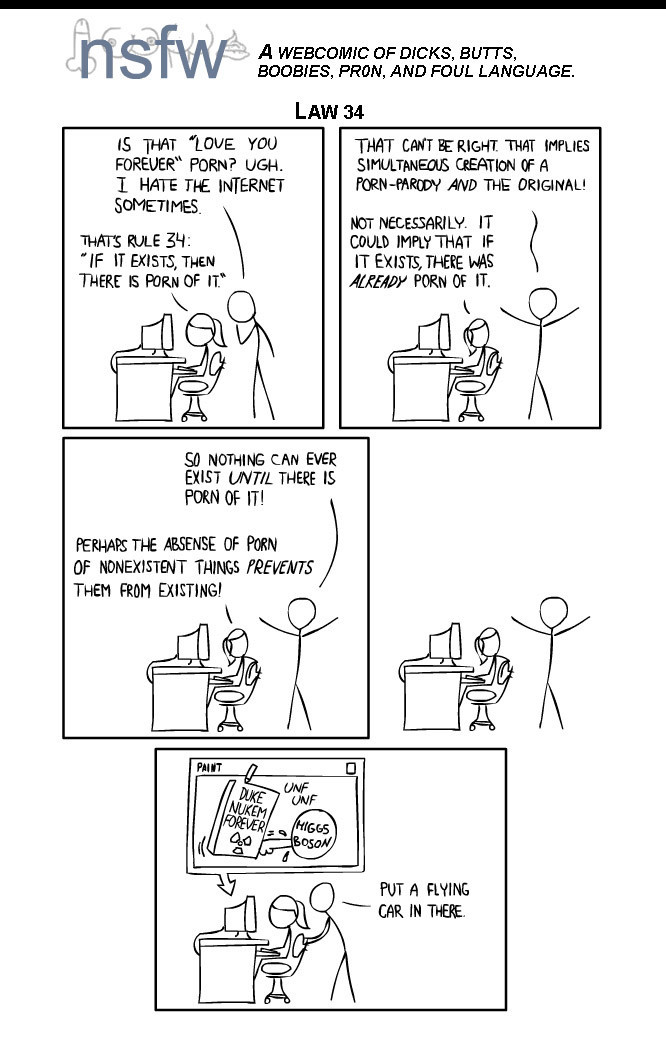 nsfw
A WEBCOMIC OF DICKS, BUTTS,
BOOBIES, PR0N, AND FOUL LANGUAGE.
LAW 34
IS THAT "LOVE YOU
FOREVER" PORN? UGH.
I HATE THE INTERNET
SOMETIMES.
THAT'S RULE 34:
"IF IT EXISTS, THEN
THERE IS PORN OF IT."
THAT CAN'T BE RIGHT. THAT IMPLIES
SIMULTANEOUS CREATION OF A
PORN-PARODY AND THE ORIGINAL!
NOT NECESSARILY. IT
COULD IMPLY THAT IF
IT EXISTS, THERE WAS
ALREADY PORN OF IT.
SO NOTHING CAN EVER
EXIST UNTIL THERE IS
PORN OF IT!
PERHAPS THE ABSENSE OF PORN
OF NONEXISTENT THINGS PREVENTS
THEM FROM EXISTING!
PAINT
DUKE
NUKEM
FOREVER
UNF
UNF
HIGGS
BOSON
PUT A FLYING
CAR IN THERE.